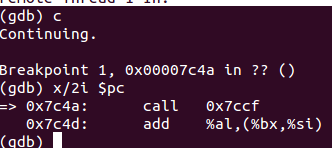 (gdb) c
Continuing.
Breakpoint 1, 0x00007c4a in ?? ()
(gdb) x/2i $pc
=> 0x7c4a: call 0x7ccf
0x7c4d: add %al,(%bx,%si)
(gdb)